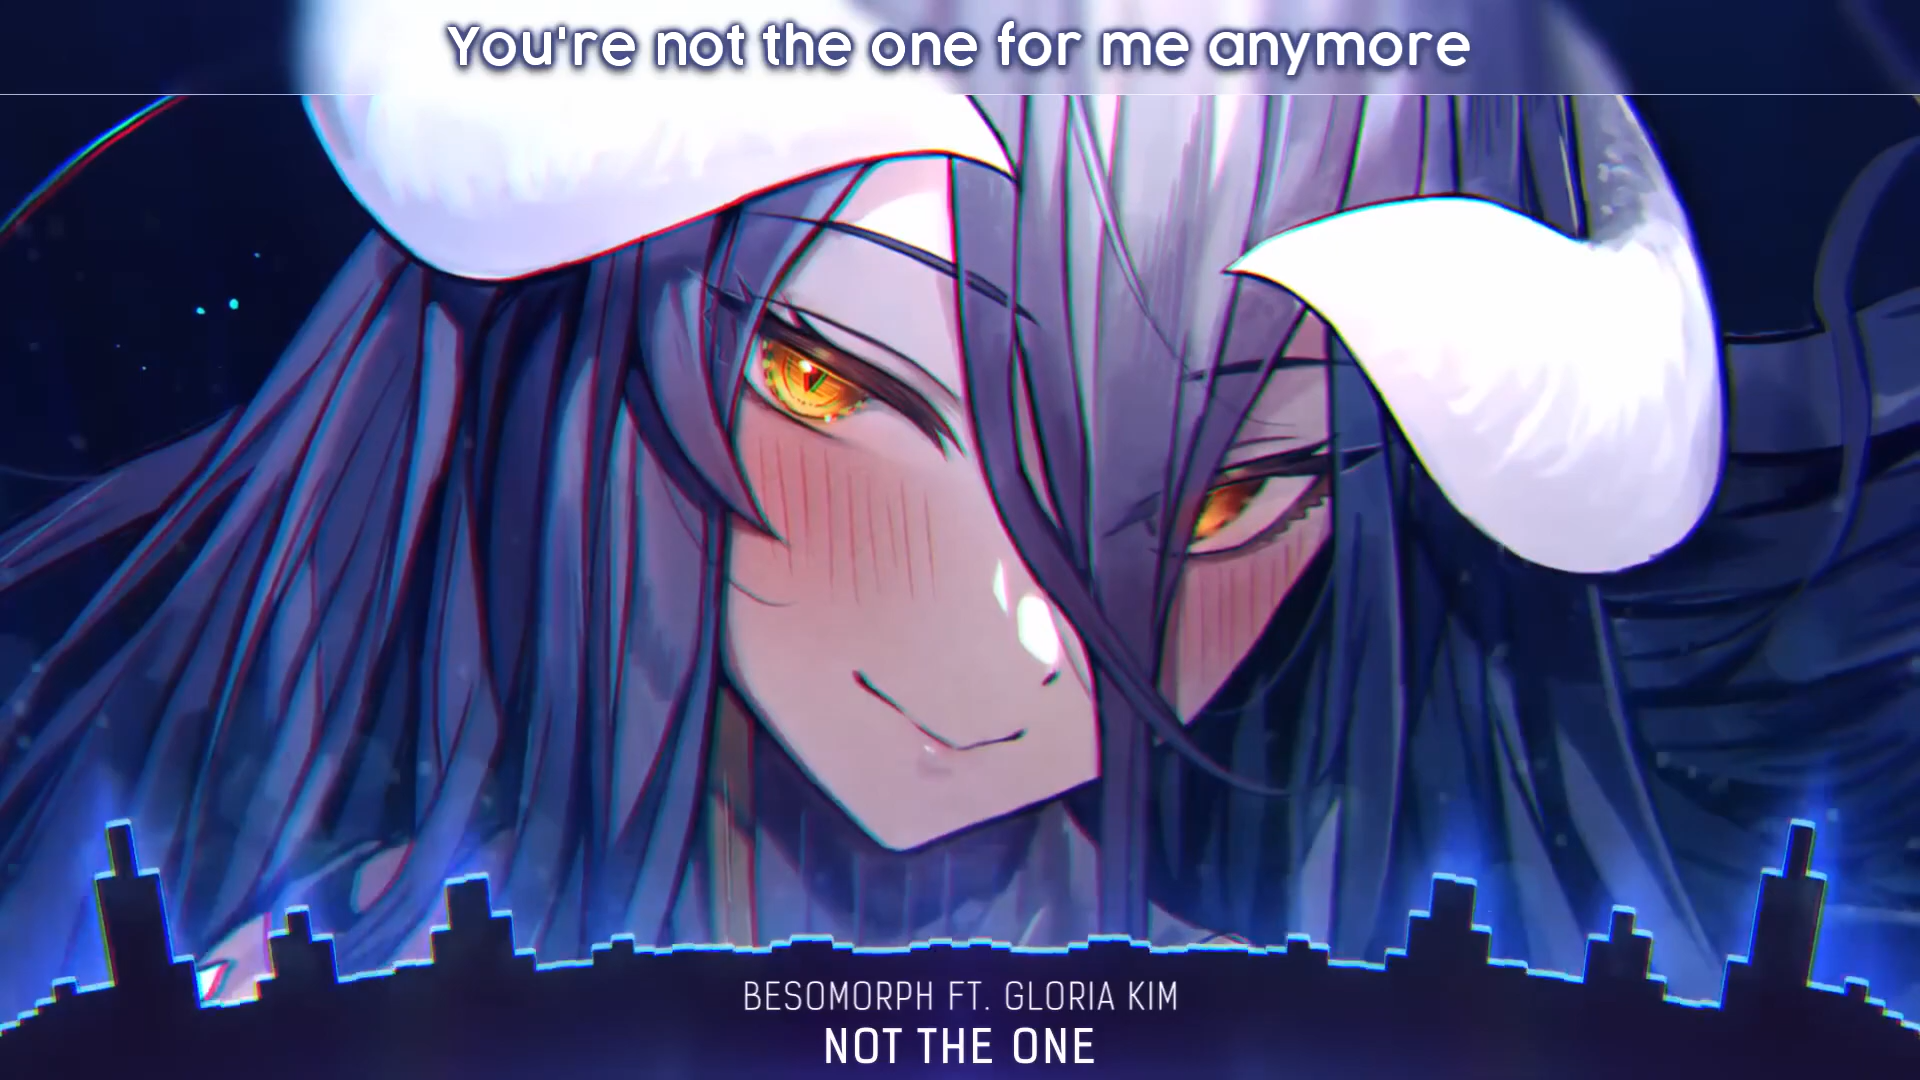 You're not the one for me anymore
BESOMORPH FT. GLORIA KIM
NOT THE ONE